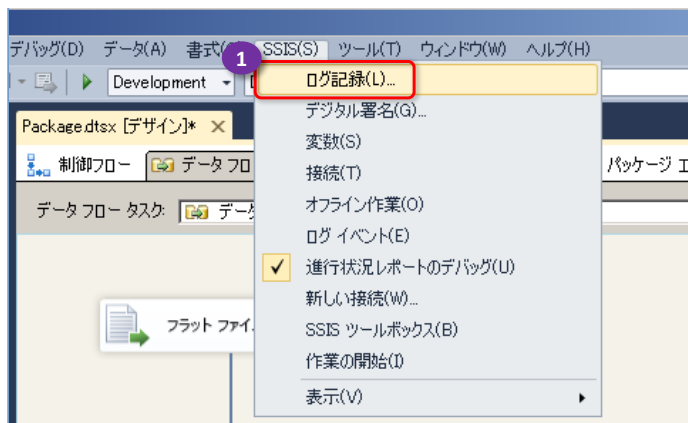 デバッグ(D) データ(A) 書式( SSIS(S) ツール(T) ウィンドウ(W) ヘルプ(H)
1
Development
ログ記録(L)...
デジタル署名(G)...
Package.dtsx [デザイン]*
変数(S)
制御フロー データ フロ 接続(T) パッケージ エ
オフライン作業(O)
データ フロー タスク: デー
ログ イベント(E)
進行状況レポートのデバッグ(U)
新しい接続(W)...
フラット ファイ SSIS ツールボックス(B)
作業の開始(I)
表示(V)